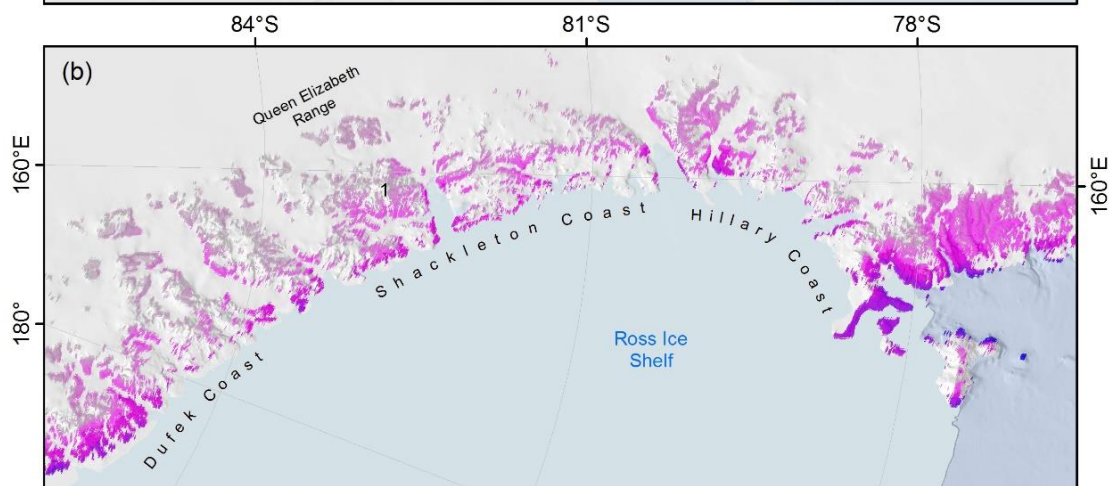 84°S 81°S 78°S
(b)
Queen Elizabeth
Range
160°E
160°E
1
Shackleton Coast
Hillary Coast
180°
Ross Ice
Shelf
Dufek Coast